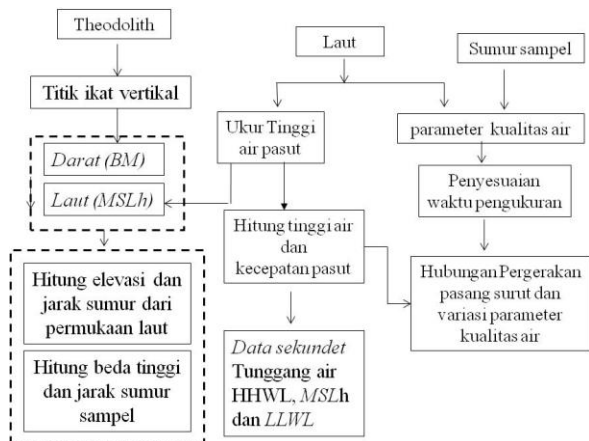 Theodolith
Titik ikat vertikal
Darat (BM)
Laut (MSLh)
Hitung elevasi dan
jarak sumur dari
permukaan laut
Hitung beda tinggi
dan jarak sumur
sampel
Laut
Ukur Tinggi
air pasut
Hitung tinggi air
dan
kecepatan pasut
Data sekundet
Tunggang air
HHWL, MSLh
dan LLWL
Sumur sampel
parameter kualitas air
Penyesuaian
waktu pengukuran
Hubungan Pergerakan
pasang surut dan
variasi parameter
kualitas air